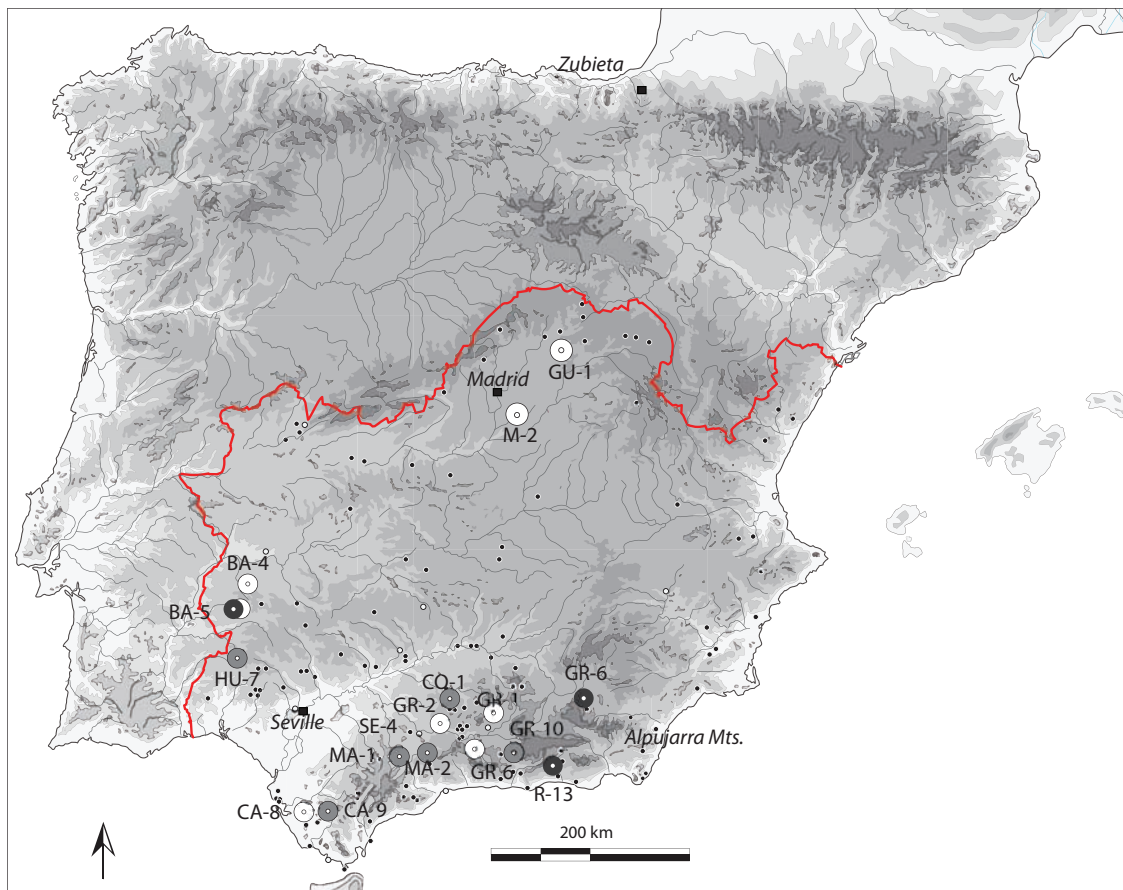 Zubieta
Madrid
GU-1
M-2
BA-4
BA-5
HU-7
Seville
CO-1
GR-1
GR-6
GR-2
SE-4
GR-10
Alpujarra Mts.
MA-1
MA-2
GR-6
R-13
CA-8
CA-9
200 km